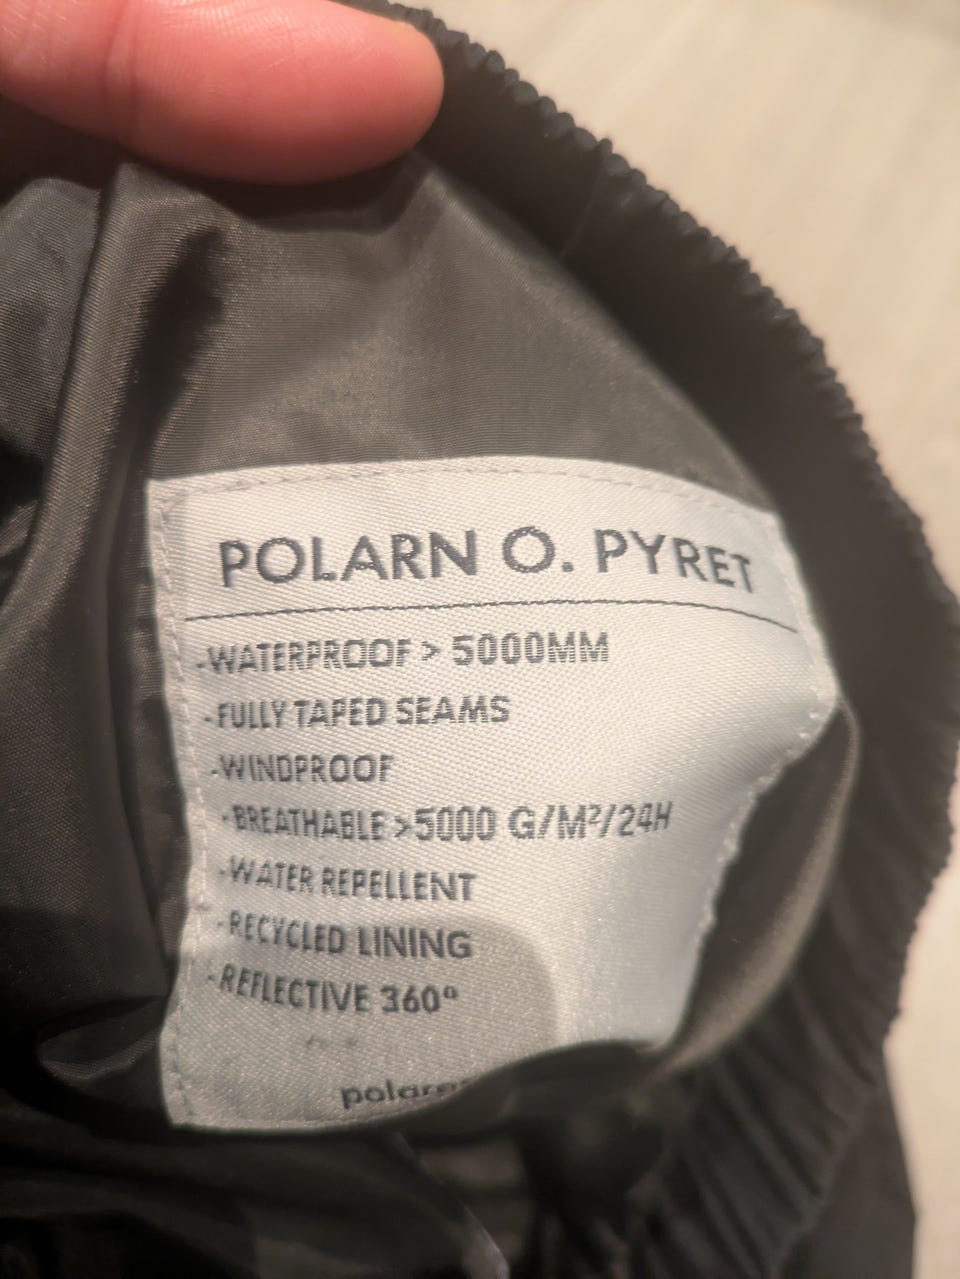 POLARN O. PYRET
-WATERPROOF > 5000MM
-FULLY TAPED SEAMS
-WINDPROOF
-BREATHABLE >5000 G/M²/24H
-WATER REPELLENT
-RECYCLED LINING
-REFLECTIVE 360°